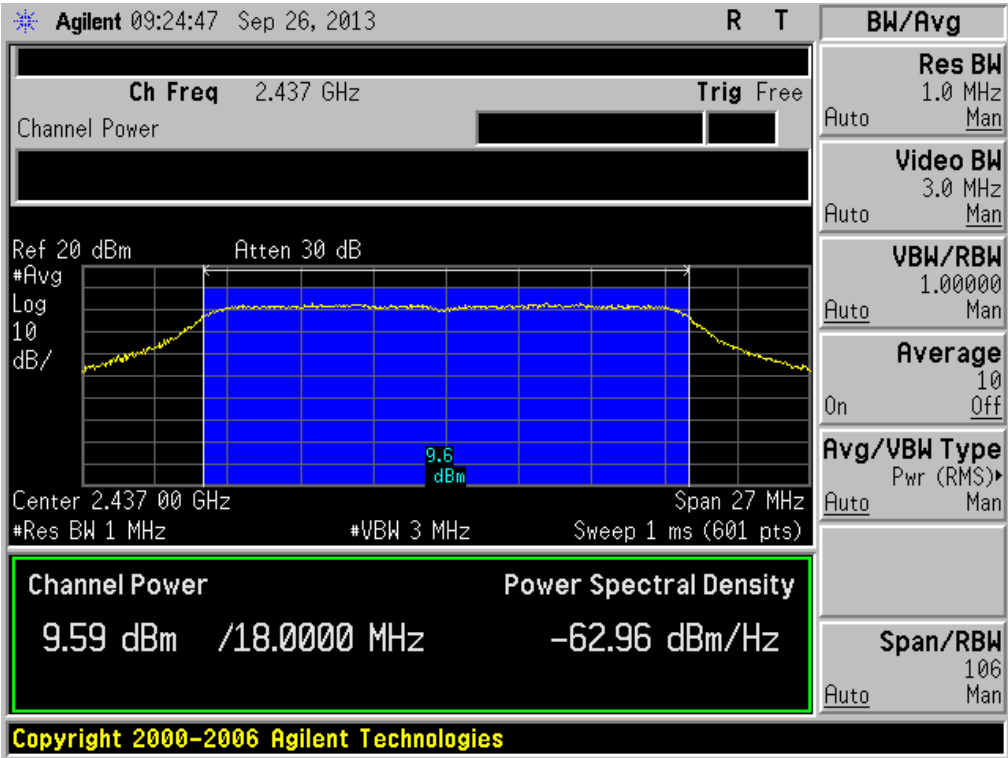 Agilent 09:24:47 Sep 26, 2013 R T
BW/Avg
Ch Freq 2.437 GHz Trig Free
Channel Power
Res BW
1.0 MHz
Auto Man
Video BW
3.0 MHz
Auto Man
VBW/RBW
1.00000
Auto Man
Average
10
On Off
Avg/VBW Type
Pwr (RMS)▸
Auto Man
Span/RBW
106
Auto Man
Ref 20 dBm Atten 30 dB
#Avg
Log
10
dB/
9.6
dBm
Center 2.437 00 GHz Span 27 MHz
#Res BW 1 MHz #VBW 3 MHz Sweep 1 ms (601 pts)
Channel Power Power Spectral Density
9.59 dBm /18.0000 MHz -62.96 dBm/Hz
Copyright 2000-2006 Agilent Technologies